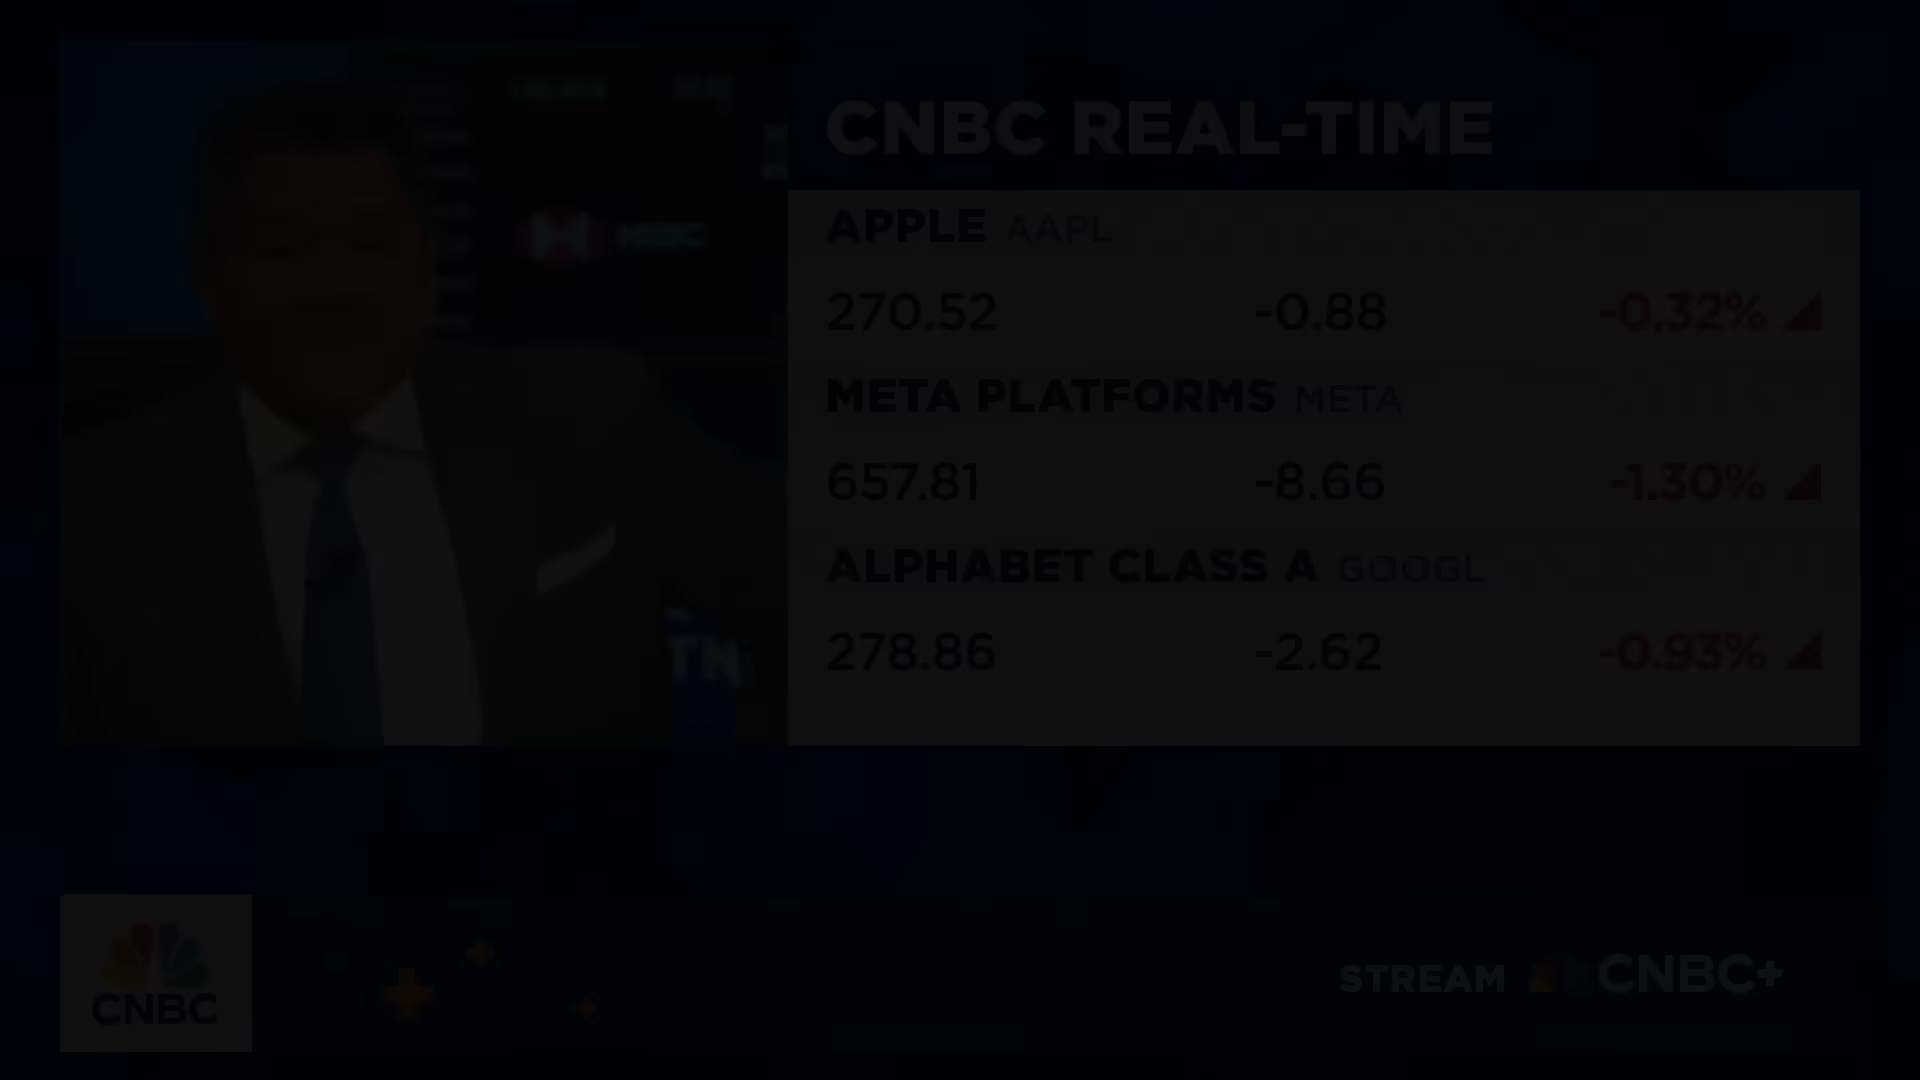 CNBC REAL-TIME
APPLE AAPL
270.52 -0.88 -0.32%
META PLATFORMS META
657.81 -8.66 -1.30%
ALPHABET CLASS A GOOGL
278.86 -2.62 -0.93%
TN
CNBC
STREAM CNBC+